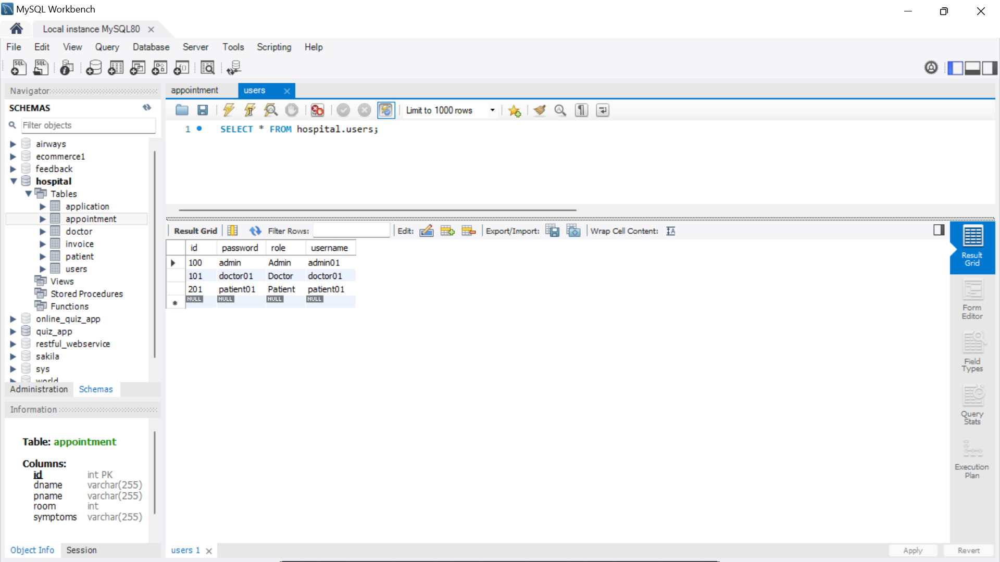 MySQL Workbench
Local instance MySQL80
File Edit View Query Database Server Tools Scripting Help
Navigator
SCHEMAS
Filter objects
airways
ecommerce1
feedback
hospital
Tables
application
appointment
doctor
invoice
patient
users
Views
Stored Procedures
Functions
online_quiz_app
quiz_app
restful_webservice
sakila
sys
world
Administration Schemas
Information
Table: appointment
Columns:
id int PK
dname varchar(255)
pname varchar(255)
room int
symptoms varchar(255)
Object Info Session
appointment users
Limit to 1000 rows
1 SELECT * FROM hospital.users;
Result Grid Filter Rows: Edit: Export/Import: Wrap Cell Content:
id password role username
100 admin Admin admin01
101 doctor01 Doctor doctor01
201 patient01 Patient patient01
NULL NULL NULL NULL
Result
Grid
Form
Editor
Field
Types
Query
Stats
Execution
Plan
users 1
Apply Revert